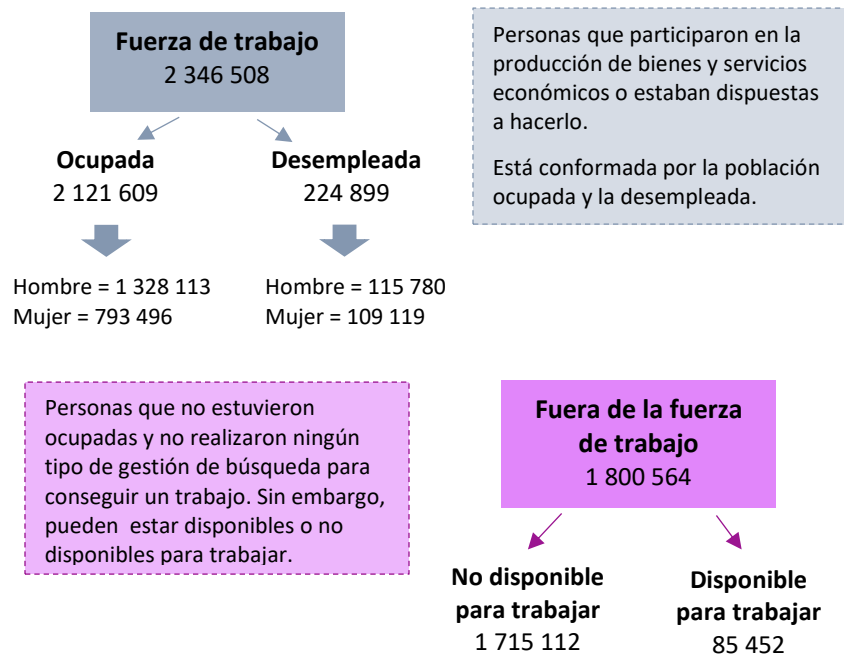 Fuerza de trabajo
2 346 508
Personas que participaron en la
producción de bienes y servicios
económicos o estaban dispuestas
a hacerlo.
Está conformada por la población
ocupada y la desempleada.
Ocupada
2 121 609
Desempleada
224 899
Hombre = 1 328 113
Mujer = 793 496
Hombre = 115 780
Mujer = 109 119
Personas que no estuvieron
ocupadas y no realizaron ningún
tipo de gestión de búsqueda para
conseguir un trabajo. Sin embargo,
pueden estar disponibles o no
disponibles para trabajar.
Fuera de la fuerza
de trabajo
1 800 564
No disponible
para trabajar
1 715 112
Disponible
para trabajar
85 452